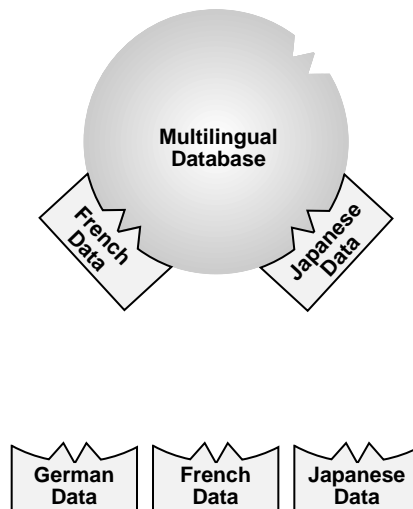 Multilingual
Database
French
Data
Japanese
Data
German
Data
French
Data
Japanese
Data